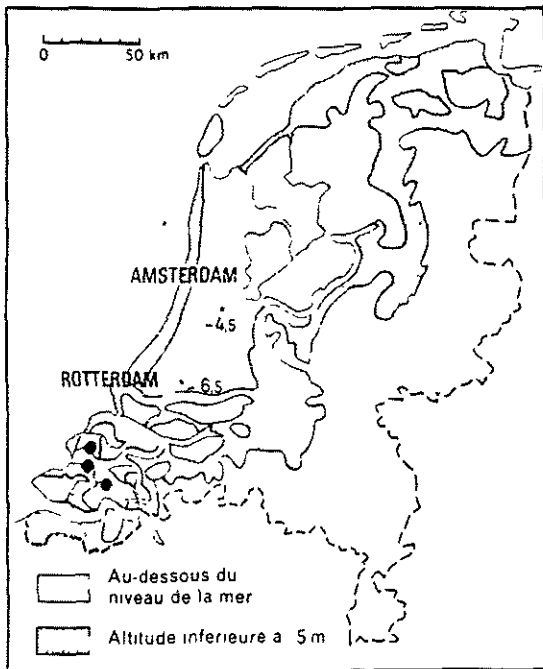 0 50 km
AMSTERDAM
-4,5
ROTTERDAM
-6,5
Au-dessous du
niveau de la mer
Altitude inferieure a 5 m